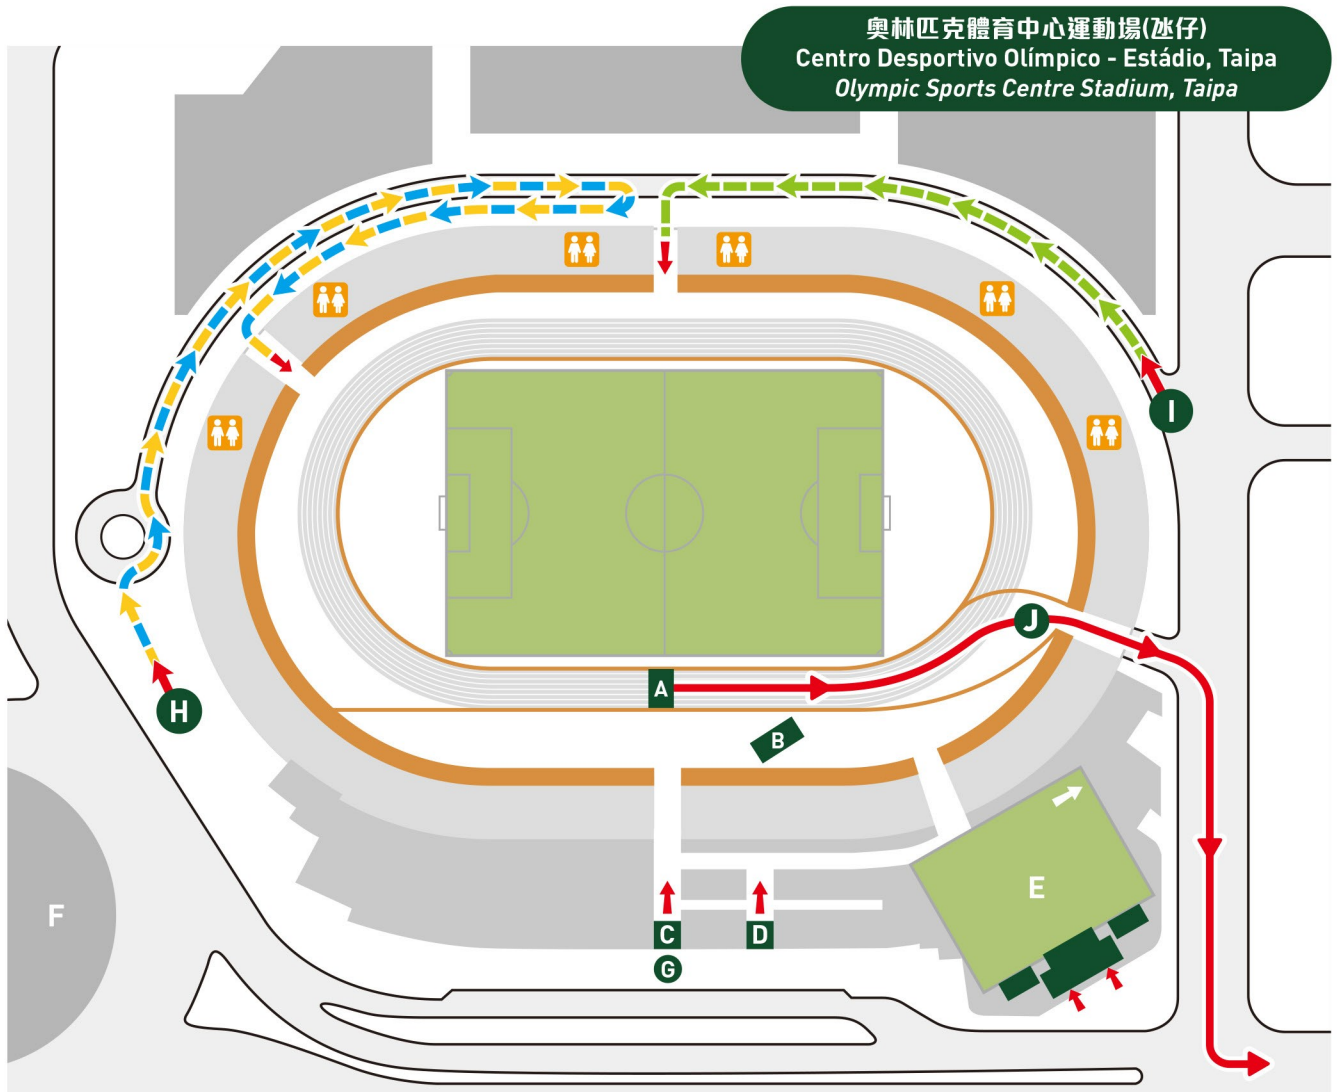 奧林匹克體育中心運動場(氹仔)
Centro Desportivo Olímpico - Estádio, Taipa
Olympic Sports Centre Stadium, Taipa
I
H
J
A
B
E
F
C
D
G